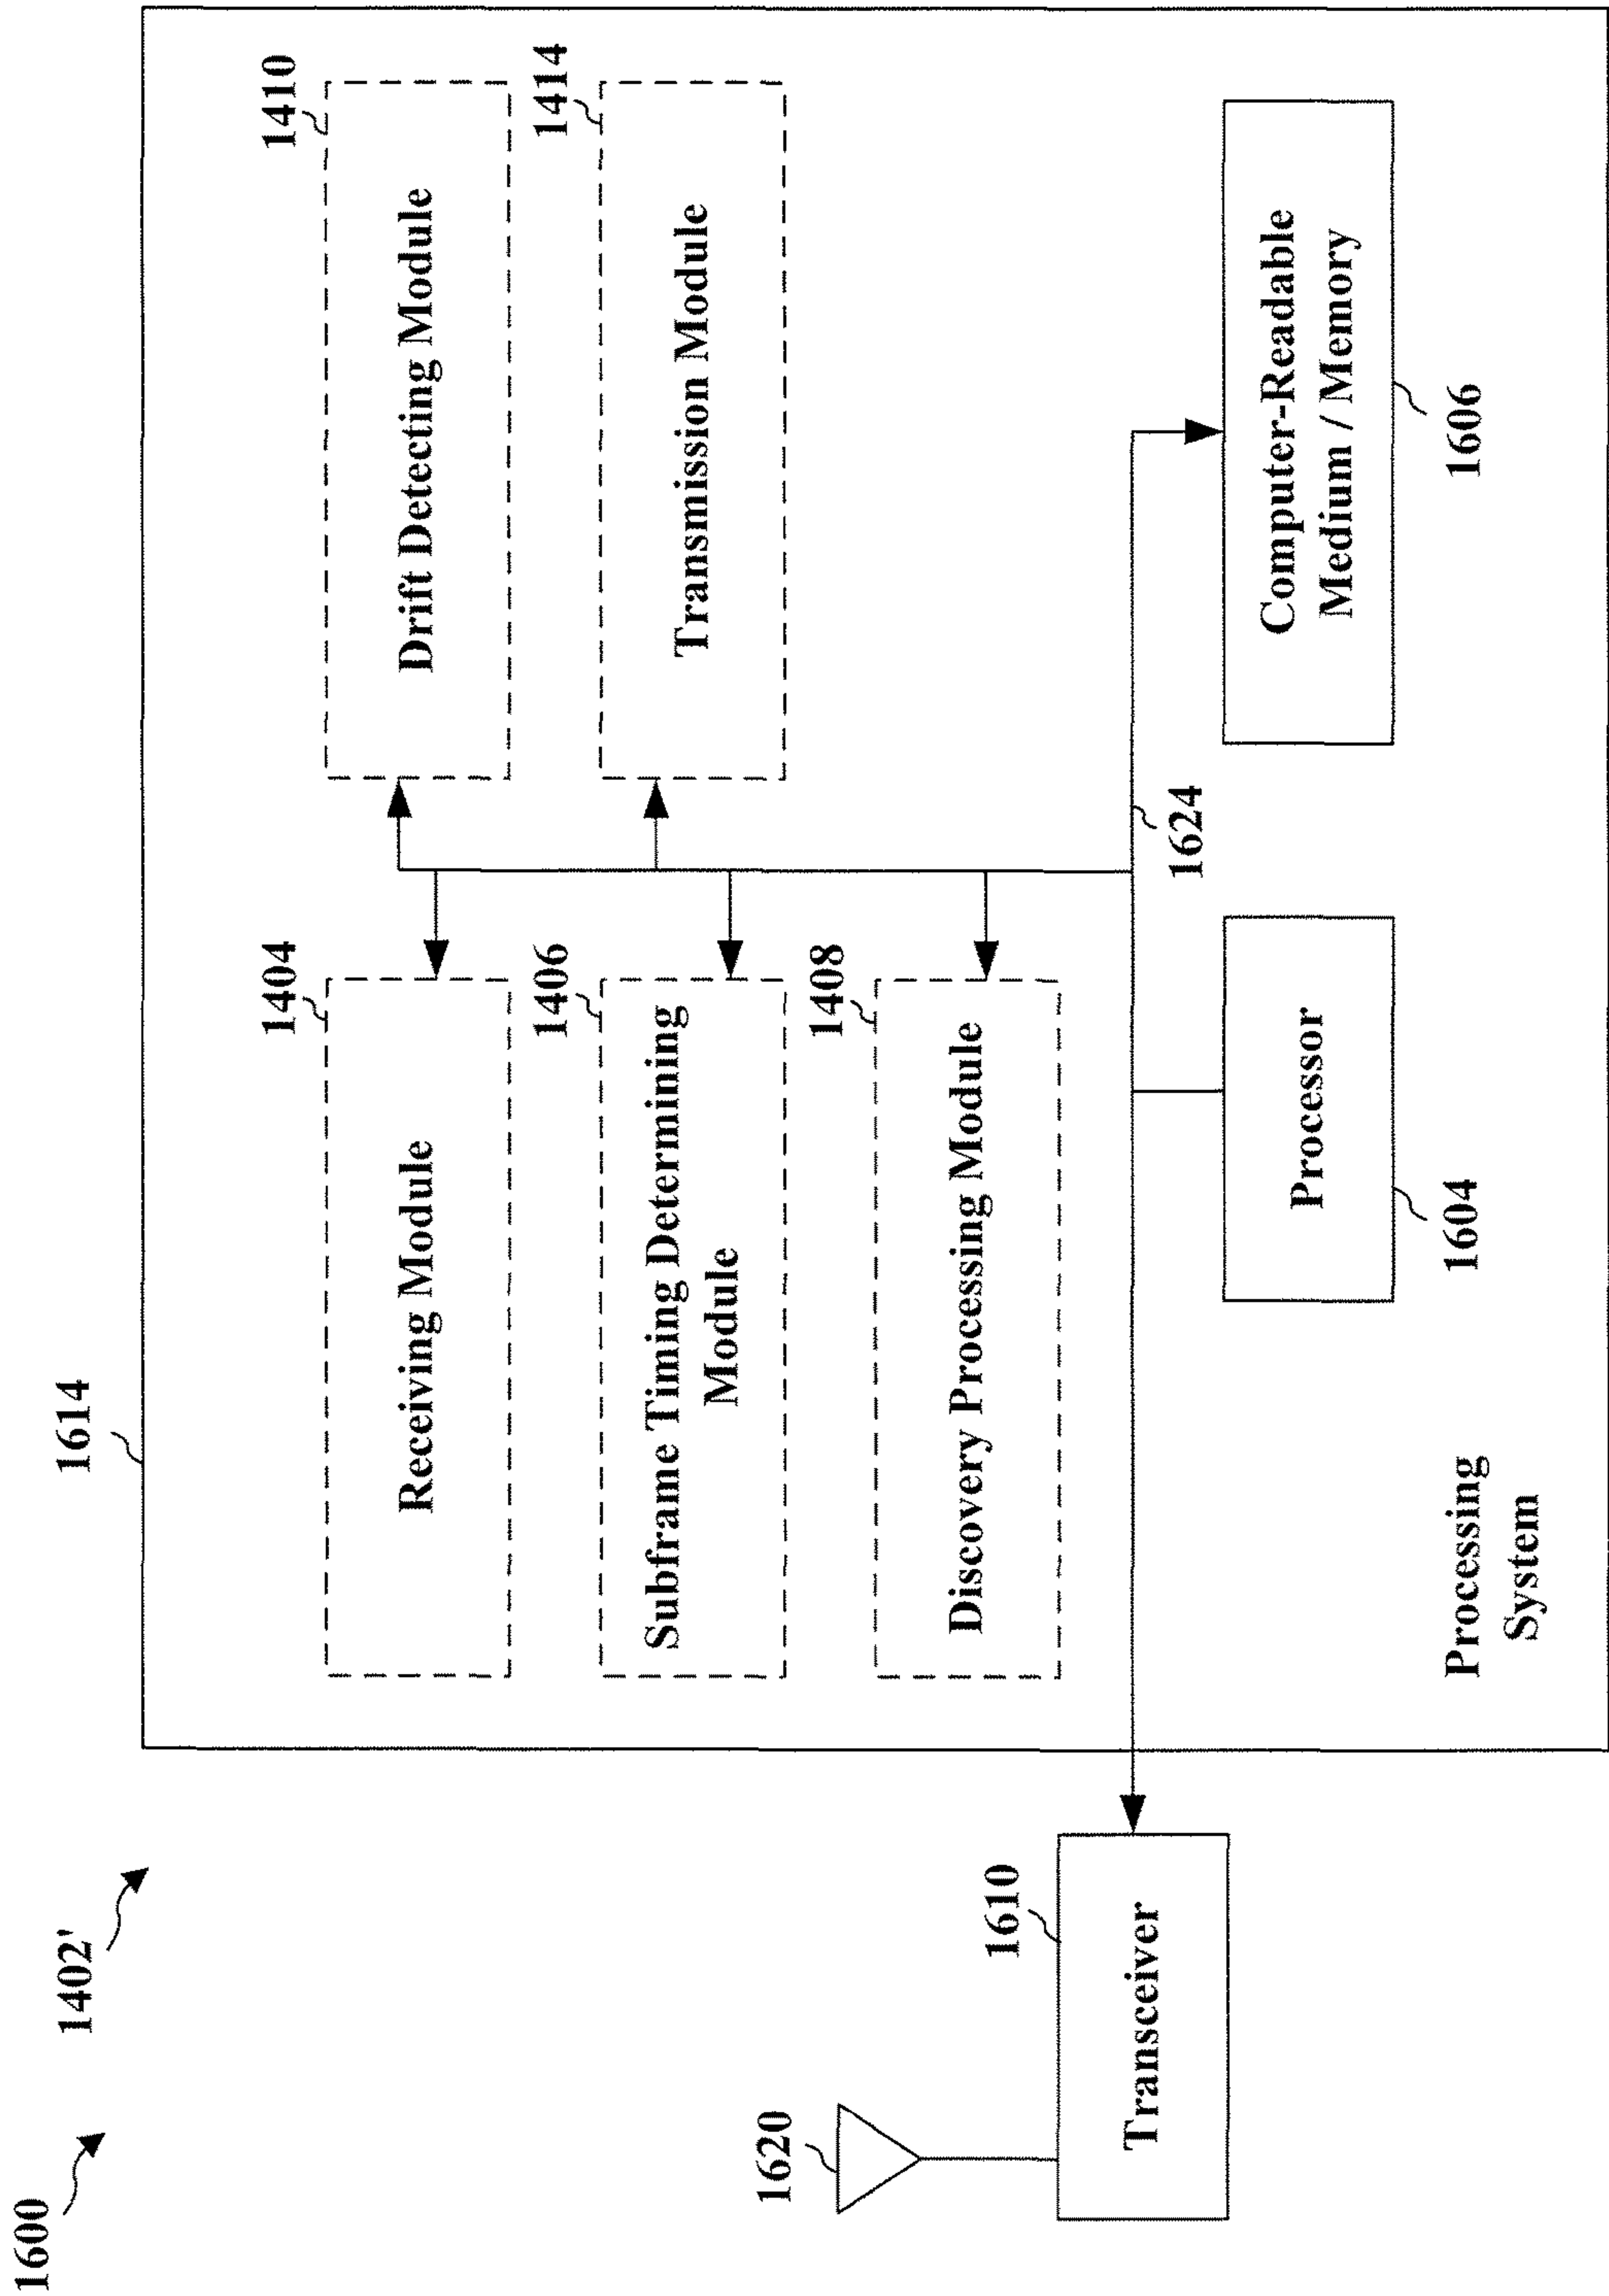 1600
1402'
1614
1404
Receiving Module
1410
Drift Detecting Module
1406
Subframe Timing Determining
Module
1414
Transmission Module
1408
Discovery Processing Module
1620
1610
Transceiver
1624
Processor
1604
Computer-Readable
Medium / Memory
1606
Processing
System